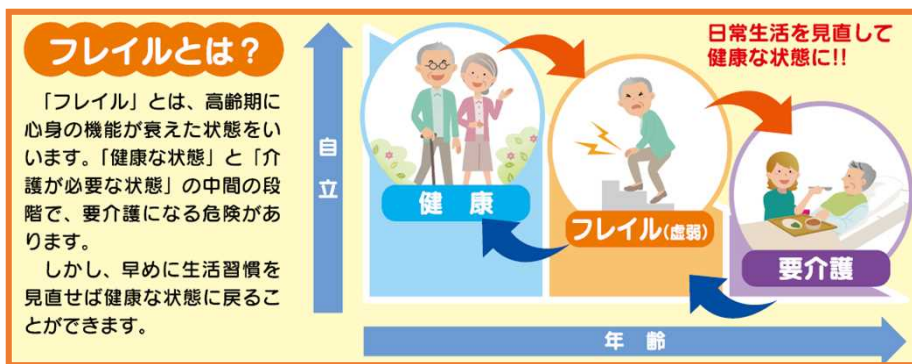 フレイルとは？
「フレイル」とは、高齢期に
心身の機能が衰えた状態をい
います。「健康な状態」と「介
護が必要な状態」の中間の段
階で、要介護になる危険があ
ります。
しかし、早めに生活習慣を
見直せば健康な状態に戻るこ
とができます。
自立
日常生活を見直して
健康な状態に!!
健康
フレイル(虚弱)
要介護
年齢